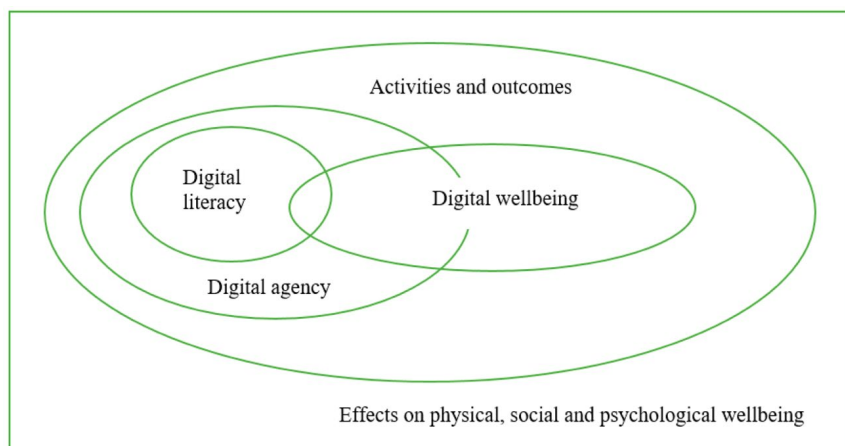 Activities and outcomes
Digital
literacy
Digital wellbeing
Digital agency
Effects on physical, social and psychological wellbeing